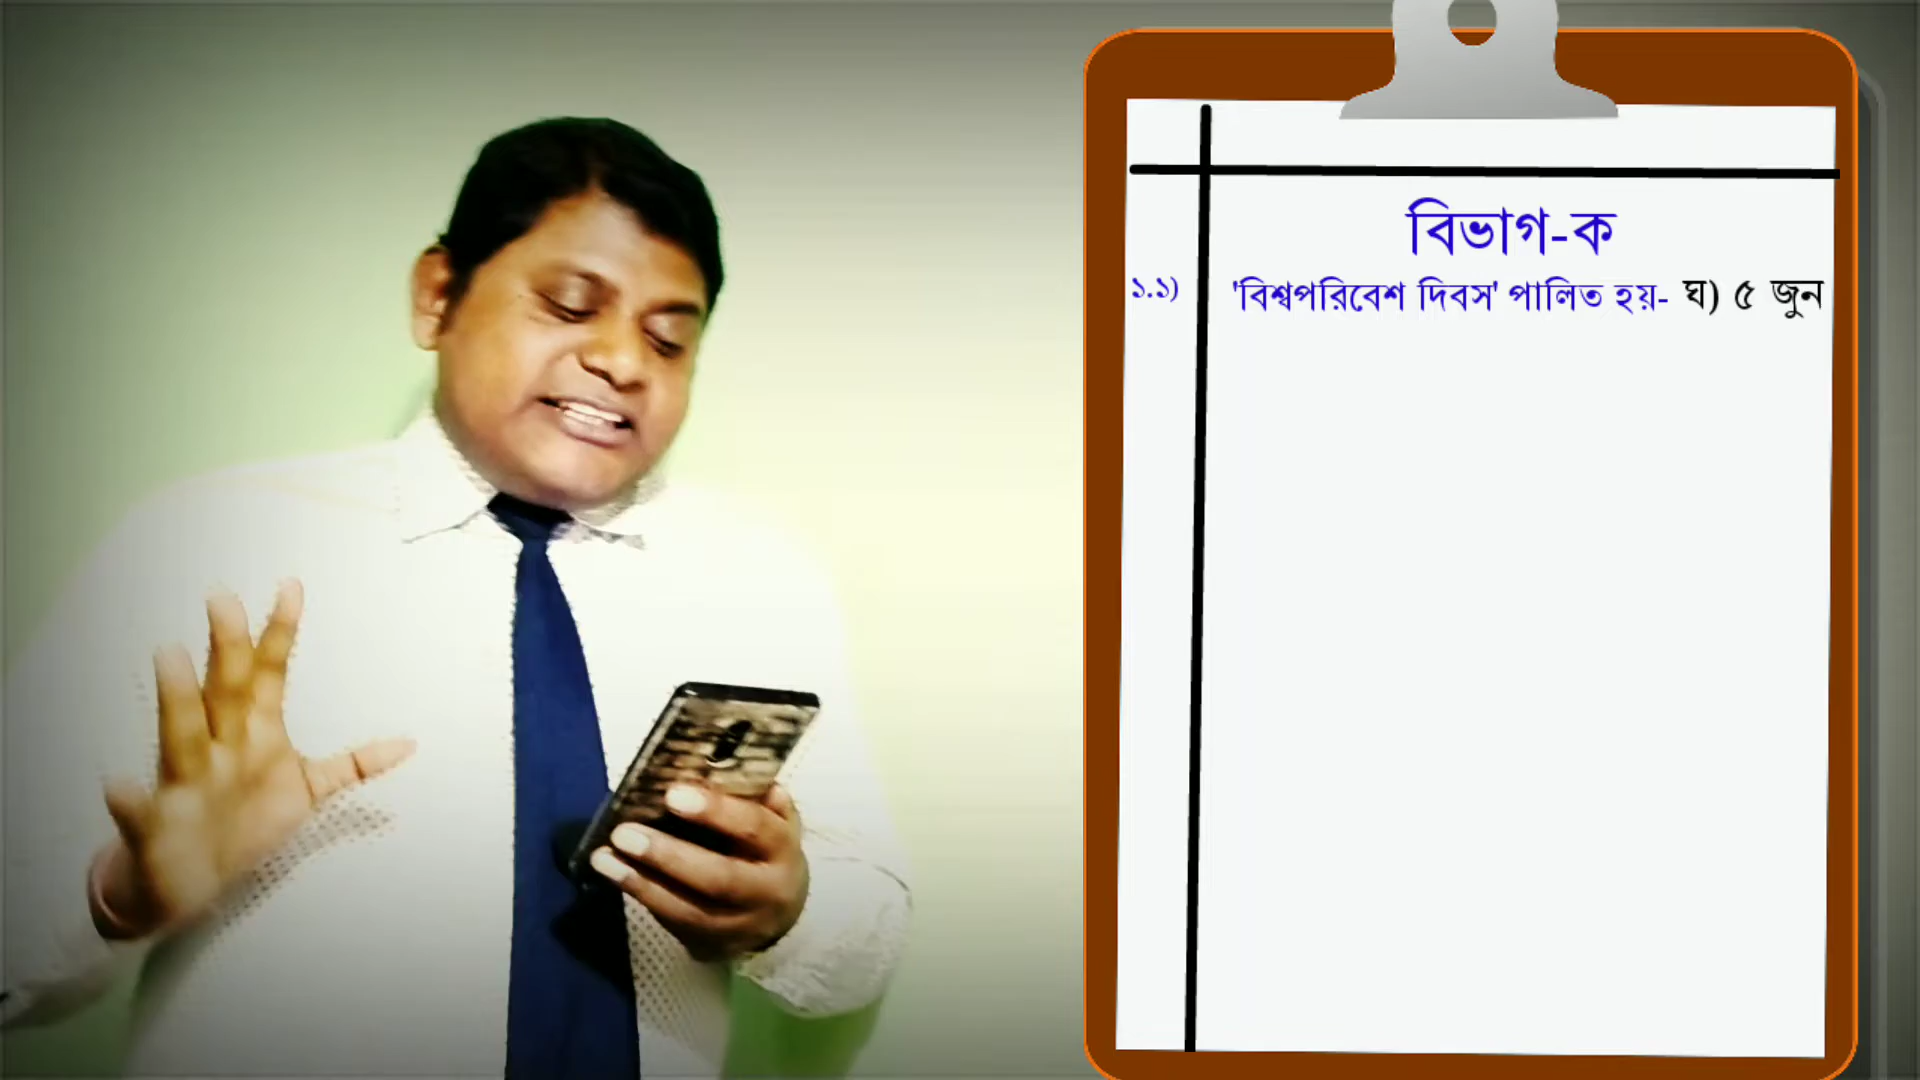 বিভাগ-ক
১.১) 'বিশ্বপরিবেশ দিবস' পালিত হয়- ঘ) ৫ জুন